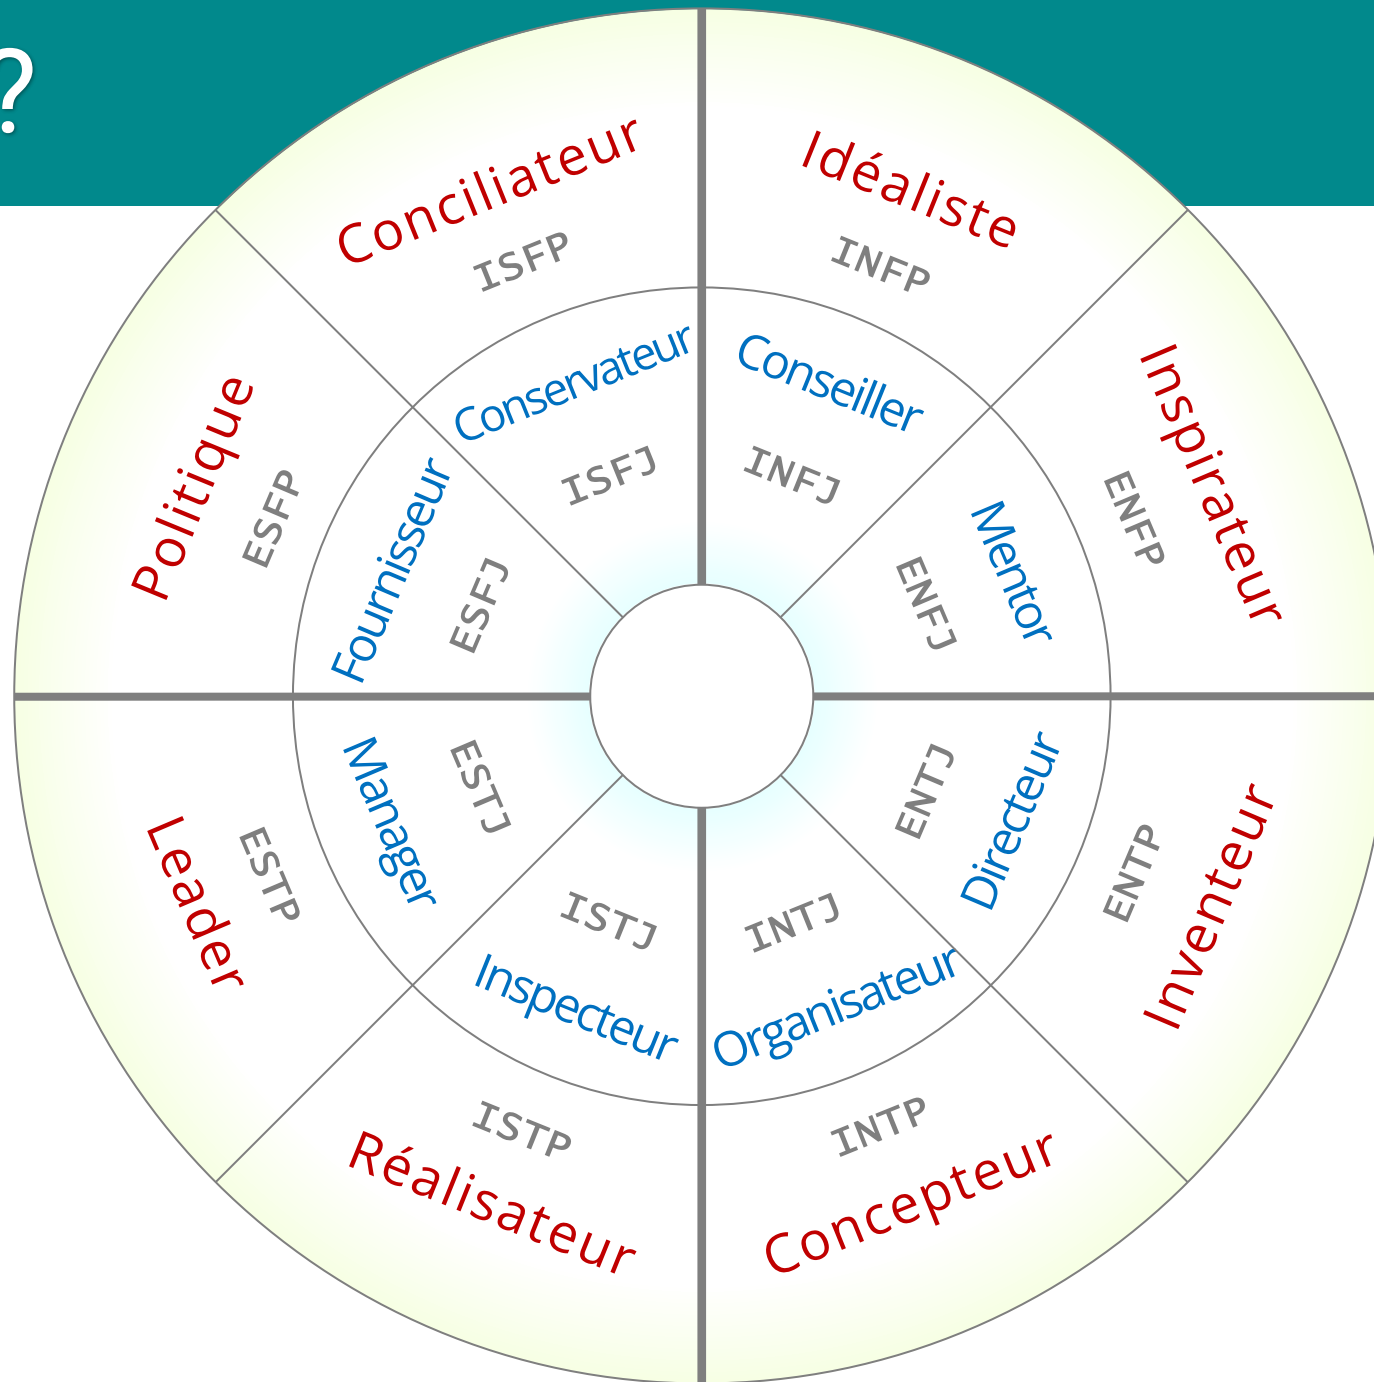 ?
Conciliateur
ISFP
Idéaliste
INFP
Conservateur
ISFJ
Conseiller
INFJ
Politique
ESFP
Fournisseur
ESFJ
Mentor
ENFJ
Inspirateur
ENFP
Leader
ESTP
Manager
ESTJ
Directeur
ENTJ
Inventeur
ENTP
ISTJ
Inspecteur
INTJ
Organisateur
ISTP
Réalisateur
INTP
Concepteur